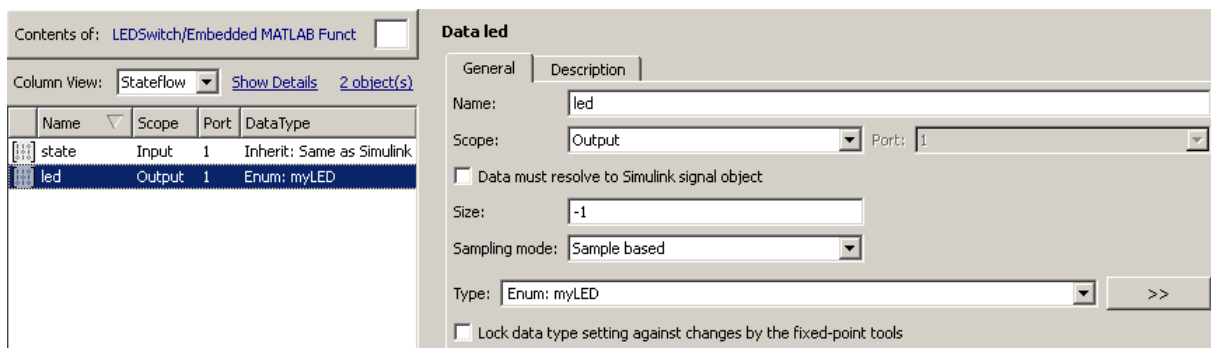 Contents of: LEDSwitch/Embedded MATLAB Funct
Column View: Stateflow Show Details 2 object(s)
Name Scope Port DataType
state Input 1 Inherit: Same as Simulink
led Output 1 Enum: myLED
Data led
General Description
Name: led
Scope: Output Port: 1
Data must resolve to Simulink signal object
Size: -1
Sampling mode: Sample based
Type: Enum: myLED >>
Lock data type setting against changes by the fixed-point tools